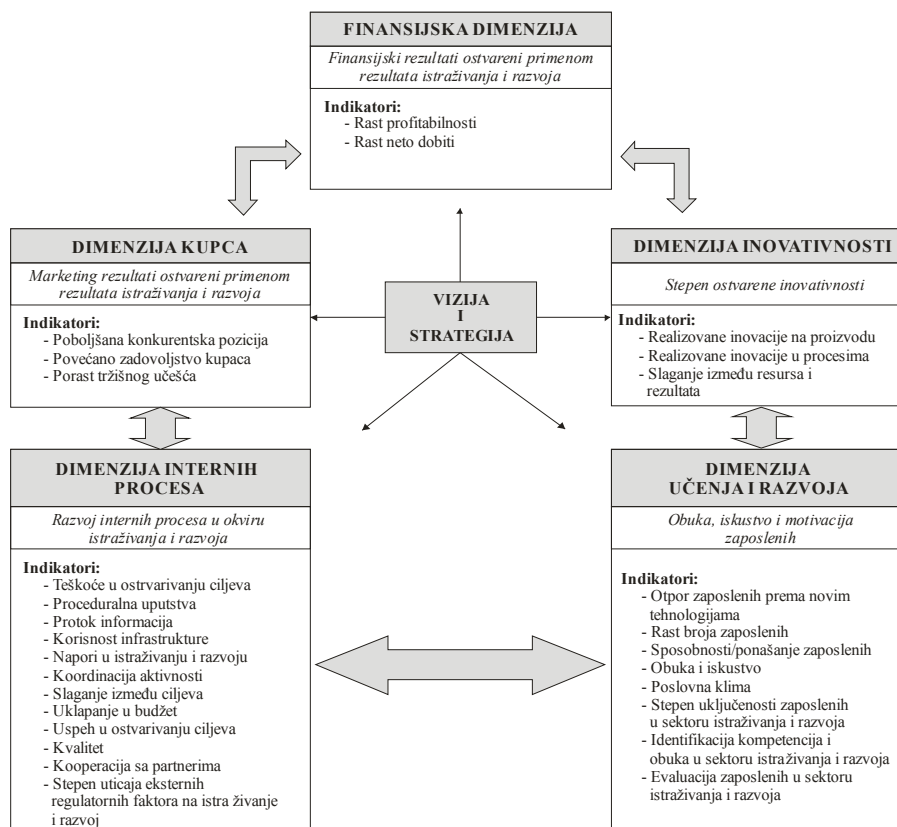 FINANSIJSKA DIMENZIJA
Finansijski rezultati ostvareni primenom
rezultata istraživanja i razvoja
Indikatori:
- Rast profitabilnosti
- Rast neto dobiti
DIMENZIJA KUPCA
Marketing rezultati ostvareni primenom
rezultata istraživanja i razvoja
Indikatori:
- Poboljšana konkurentska pozicija
- Povećano zadovoljstvo kupaca
- Porast tržišnog učešća
VIZIJA
I
STRATEGIJA
DIMENZIJA INOVATIVNOSTI
Stepen ostvarene inovativnosti
Indikatori:
- Realizovane inovacije na proizvodu
- Realizovane inovacije u procesima
- Slaganje između resursa i
rezultata
DIMENZIJA INTERNIH
PROCESA
Razvoj internih procesa u okviru
istraživanja i razvoja
Indikatori:
- Teškoće u ostrvarivanju ciljeva
- Proceduralna uputstva
- Protok informacija
- Korisnost infrastrukture
- Napori u istraživanju i razvoju
- Koordinacija aktivnosti
- Slaganje između ciljeva
- Uklapanje u budžet
- Uspeh u ostvarivanju ciljeva
- Kvalitet
- Kooperacija sa partnerima
- Stepen uticaja eksternih
regulatornih faktora na istra živanje
i razvoj
DIMENZIJA
UČENJA I RAZVOJA
Obuka, iskustvo i motivacija
zaposlenih
Indikatori:
- Otpor zaposlenih prema novim
tehnologijama
- Rast broja zaposlenih
- Sposobnosti/ponašanje zaposlenih
- Obuka i iskustvo
- Poslovna klima
- Stepen uključenosti zaposlenih
u sektoru istraživanja i razvoja
- Identifikacija kompetencija i
obuka u sektoru istraživanja i razvoja
- Evaluacija zaposlenih u sektoru
istraživanja i razvoja